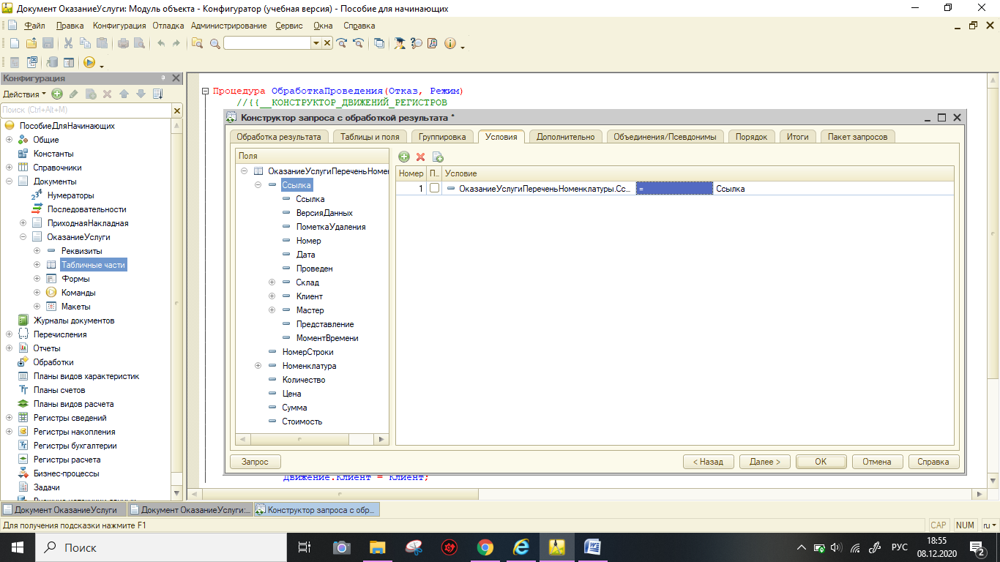 Документ ОказаниеУслуги: Модуль объекта - Конфигуратор (учебная версия) - Пособие для начинающих
Файл Правка Конфигурация Отладка Администрирование Сервис Окна Справка
Конфигурация
Действия
Поиск (Ctrl+Alt+M)
ПособиеДляНачинающих
Общие
Константы
Справочники
Документы
Нумераторы
Последовательности
ПриходнаяНакладная
ОказаниеУслуги
Реквизиты
Табличные части
Формы
Команды
Макеты
Журналы документов
Перечисления
Отчеты
Обработки
Планы видов характеристик
Планы счетов
Планы видов расчета
Регистры сведений
Регистры накопления
Регистры бухгалтерии
Регистры расчета
Бизнес-процессы
Задачи
Процедура ОбработкаПроведения(Отказ, Режим)
//{{__КОНСТРУКТОР_ДВИЖЕНИЙ_РЕГИСТРОВ
Конструктор запроса с обработкой результата *
Обработка результата Таблицы и поля Группировка Условия Дополнительно Объединения/Псевдонимы Порядок Итоги Пакет запросов
Поля
ОказаниеУслугиПереченьНоме
Ссылка
Ссылка
ВерсияДанных
ПометкаУдаления
Номер
Дата
Проведен
Склад
Клиент
Мастер
Представление
МоментВремени
НомерСтроки
Номенклатура
Количество
Цена
Сумма
Стоимость
Номер П.. Условие
1 ОказаниеУслугиПереченьНоменклатуры.Сс... = Ссылка
Запрос < Назад Далее > ОК Отмена Справка
Движение.Клиент = Клиент;
Документ ОказаниеУслуги Документ ОказаниеУслуги:... Конструктор запроса с обр...
Для получения подсказки нажмите F1 CAP NUM ru
Поиск
РУС
18:55
08.12.2020
2